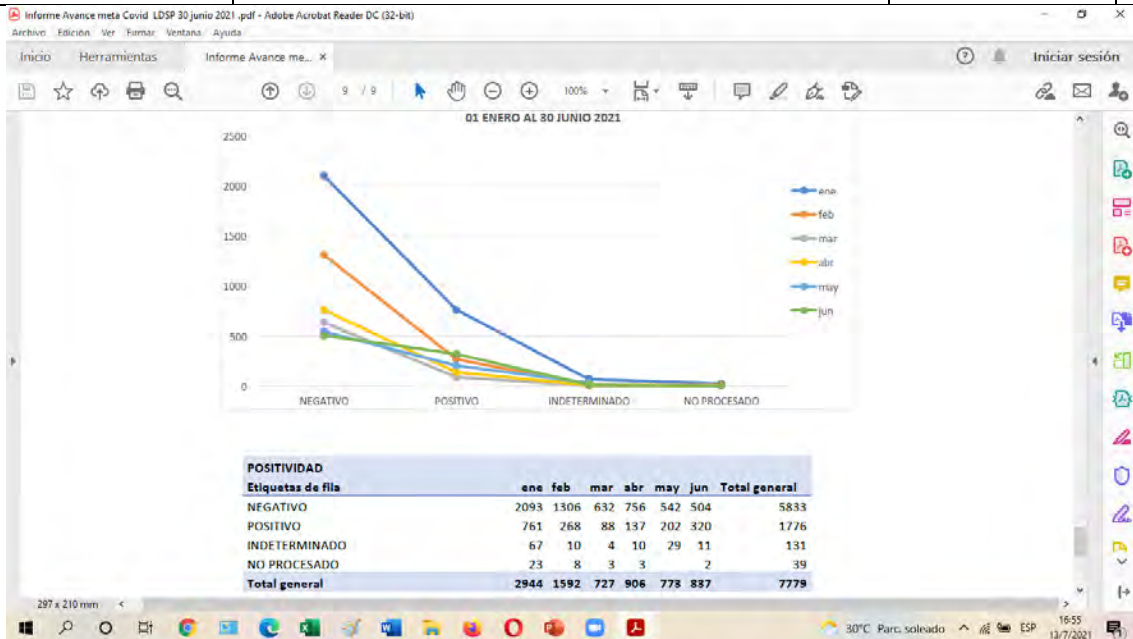 Informe Avance meta Covid LDSP 30 junio 2021 .pdf - Adobe Acrobat Reader DC (32-bit)
Archivo Edición Ver Firmar Ventana Ayuda
Inicio Herramientas Informe Avance me... × Iniciar sesión
9 / 9 100%
01 ENERO AL 30 JUNIO 2021
2500
2000
1500
1000
500
0
NEGATIVO POSITIVO INDETERMINADO NO PROCESADO
ene
feb
mar
abr
may
jun
POSITIVIDAD
Etiquetas de fila ene feb mar abr may jun Total general
NEGATIVO 2093 1306 632 756 542 504 5833
POSITIVO 761 268 88 137 202 320 1776
INDETERMINADO 67 10 4 10 29 11 131
NO PROCESADO 23 8 3 3 2 39
Total general 2944 1592 727 906 773 837 7779
297 x 210 mm
30°C Parc. soleado ESP 16:55
13/7/2021